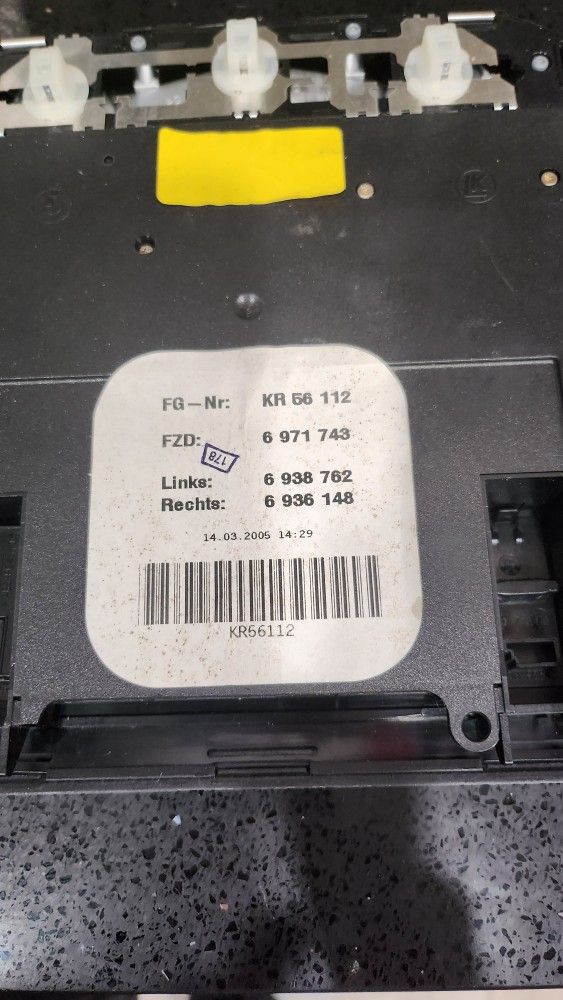 FG-Nr: KR 56 112
FZD: 6 971 743
178
Links: 6 938 762
Rechts: 6 936 148
14.03.2005 14:29
KR56112